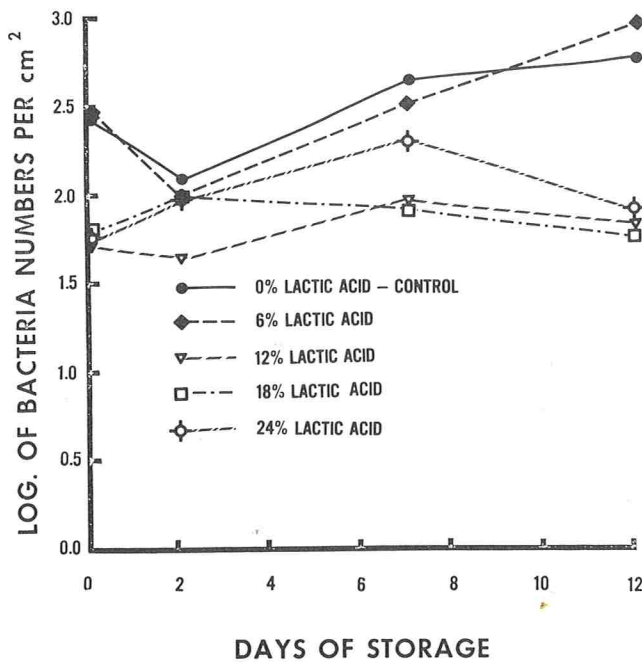 LOG. OF BACTERIA NUMBERS PER cm²
3.0
2.5
2.0
1.5
1.0
0.5
0.0
0% LACTIC ACID – CONTROL
6% LACTIC ACID
12% LACTIC ACID
18% LACTIC ACID
24% LACTIC ACID
0 2 4 6 8 10 12
DAYS OF STORAGE